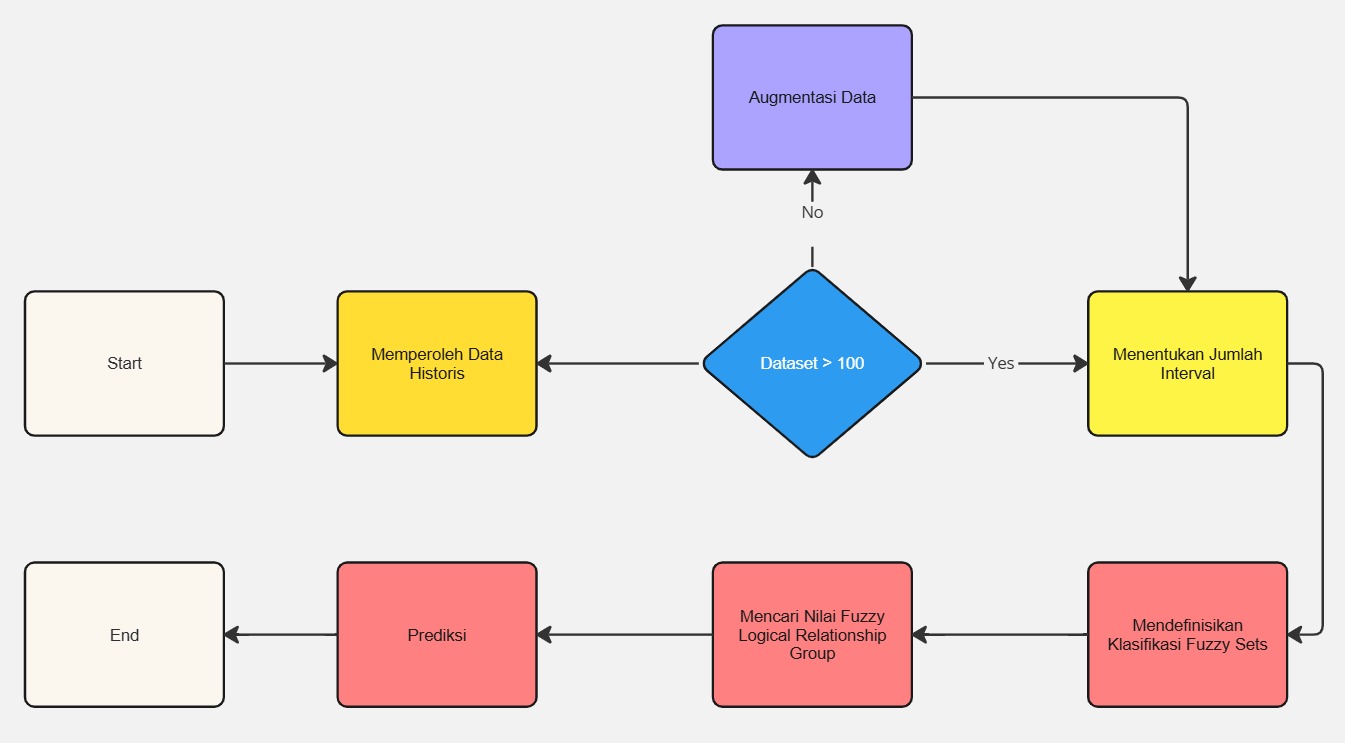 Augmentasi Data
No
Start
Memperoleh Data
Historis
Dataset > 100
Yes
Menentukan Jumlah
Interval
End
Prediksi
Mencari Nilai Fuzzy
Logical Relationship
Group
Mendefinisikan
Klasifikasi Fuzzy Sets